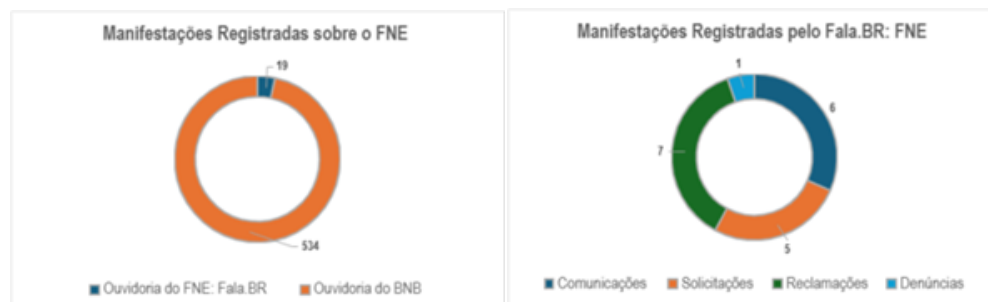 Manifestações Registradas sobre o FNE
19
534
Ouvidoria do FNE: Fala.BR
Ouvidoria do BNB
Manifestações Registradas pelo Fala.BR: FNE
1
6
7
5
Comunicações
Solicitações
Reclamações
Denúncias